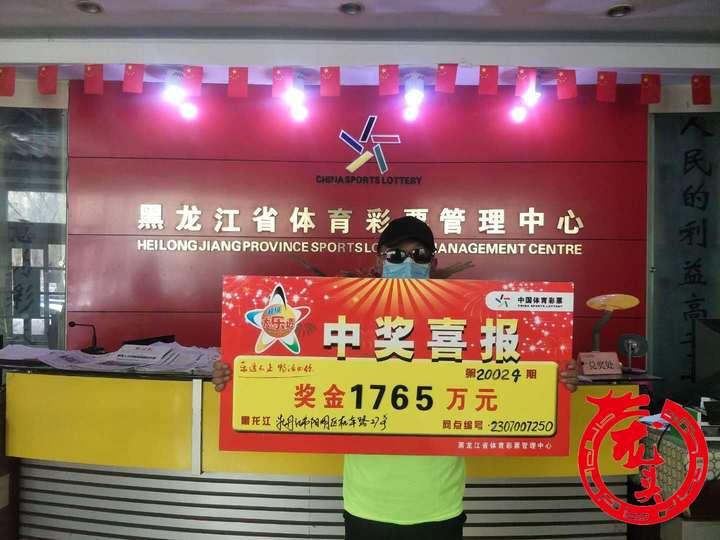 CHINA SPORTS LOTTERY
黑龙江省体育彩票管理中心
HEILONGJIANG PROVINCE SPORTS LO ANAGEMENT CENTRE
人民的利益高
中国体育彩票
CHINA SPORTS LOTTERY
中奖喜报
第20024期
奖金1765万元
黑龙江
网点编号：2307007250
黑龙江省体育彩票管理中心
兑奖处
龙头